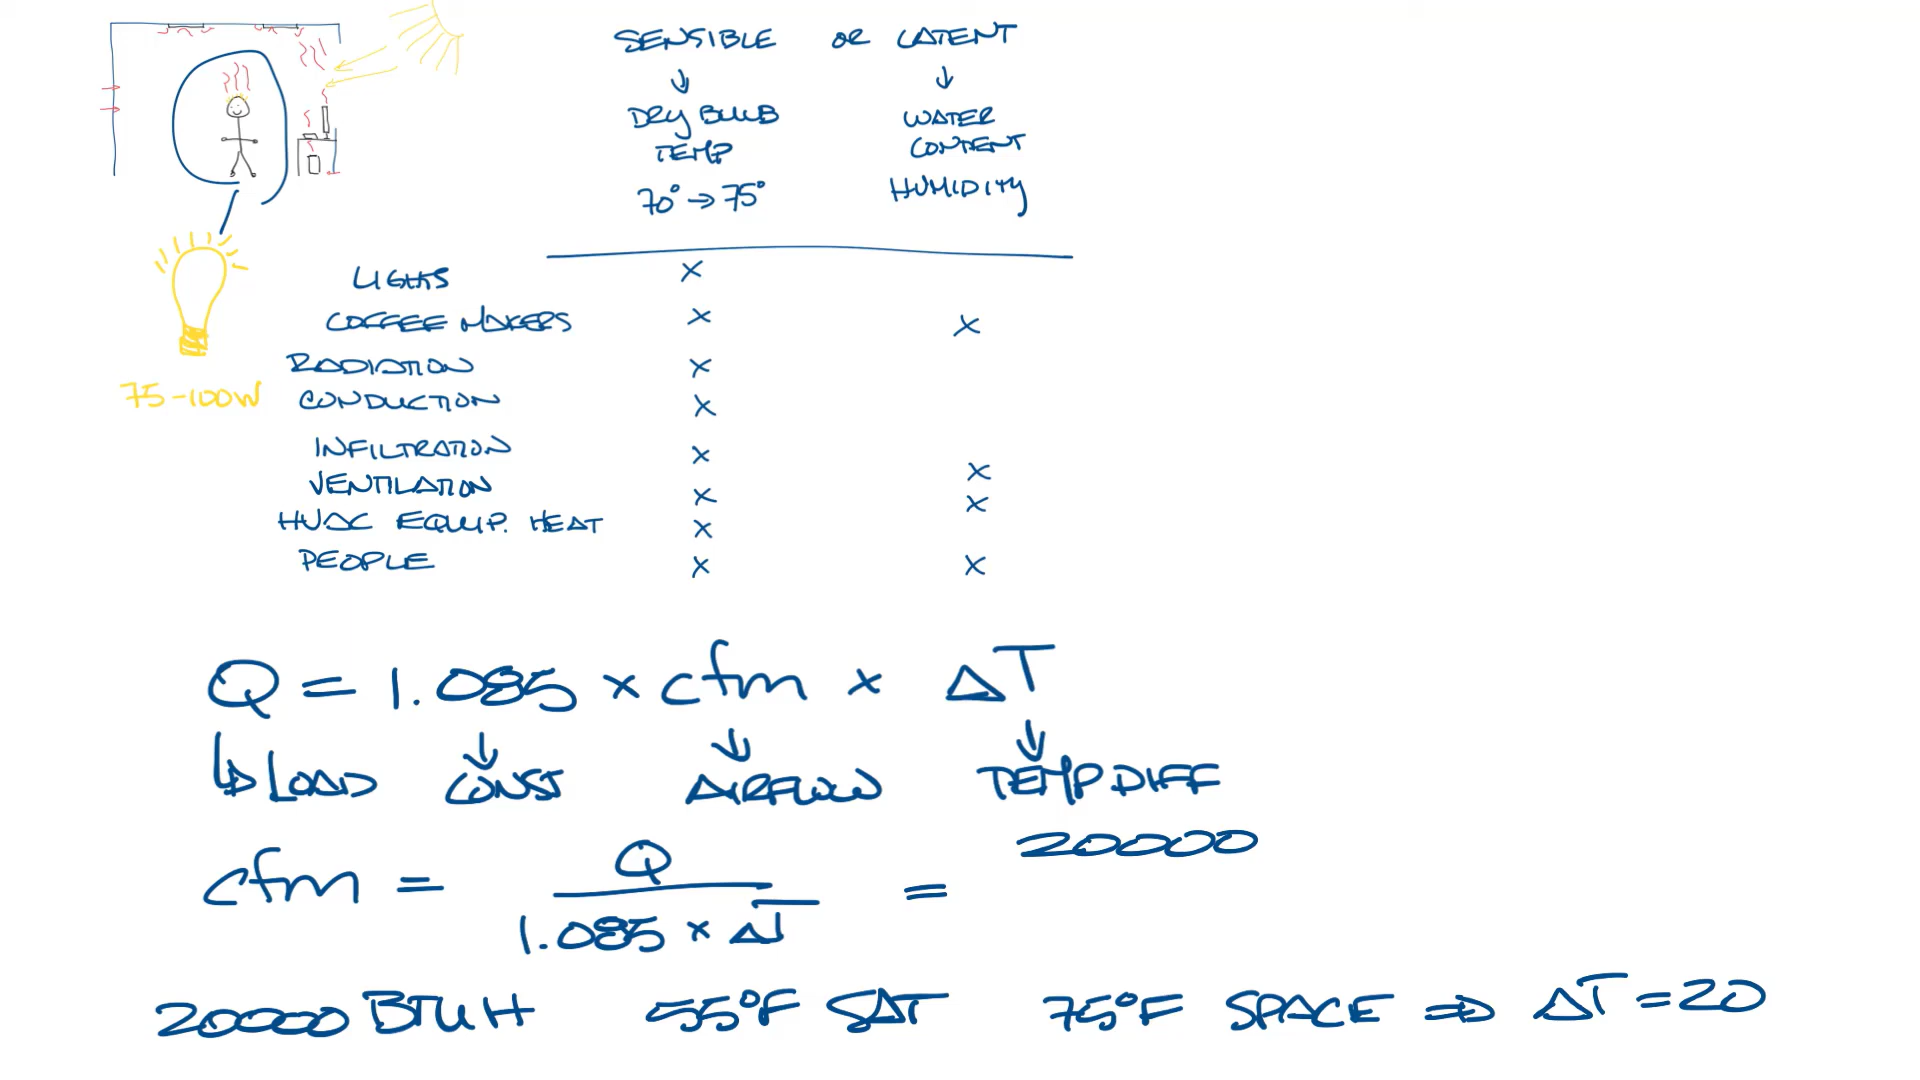 SENSIBLE OR LATENT
↓ ↓
DRY BULB WATER
TEMP CONTENT
70° → 75° HUMIDITY
LIGHTS X
COFFEE MAKERS X X
RADIATION X
75-100W CONDUCTION X
INFILTRATION X X
VENTILATION X X
HVAC EQUIP. HEAT X
PEOPLE X X
Q = 1.085 × cfm × ΔT
↳ LOAD CONST AIRFLOW TEMP DIFF
cfm = Q / 1.085 × ΔT = 20000
20000 BTUH 55°F SAT 75°F SPACE ⇒ ΔT = 20